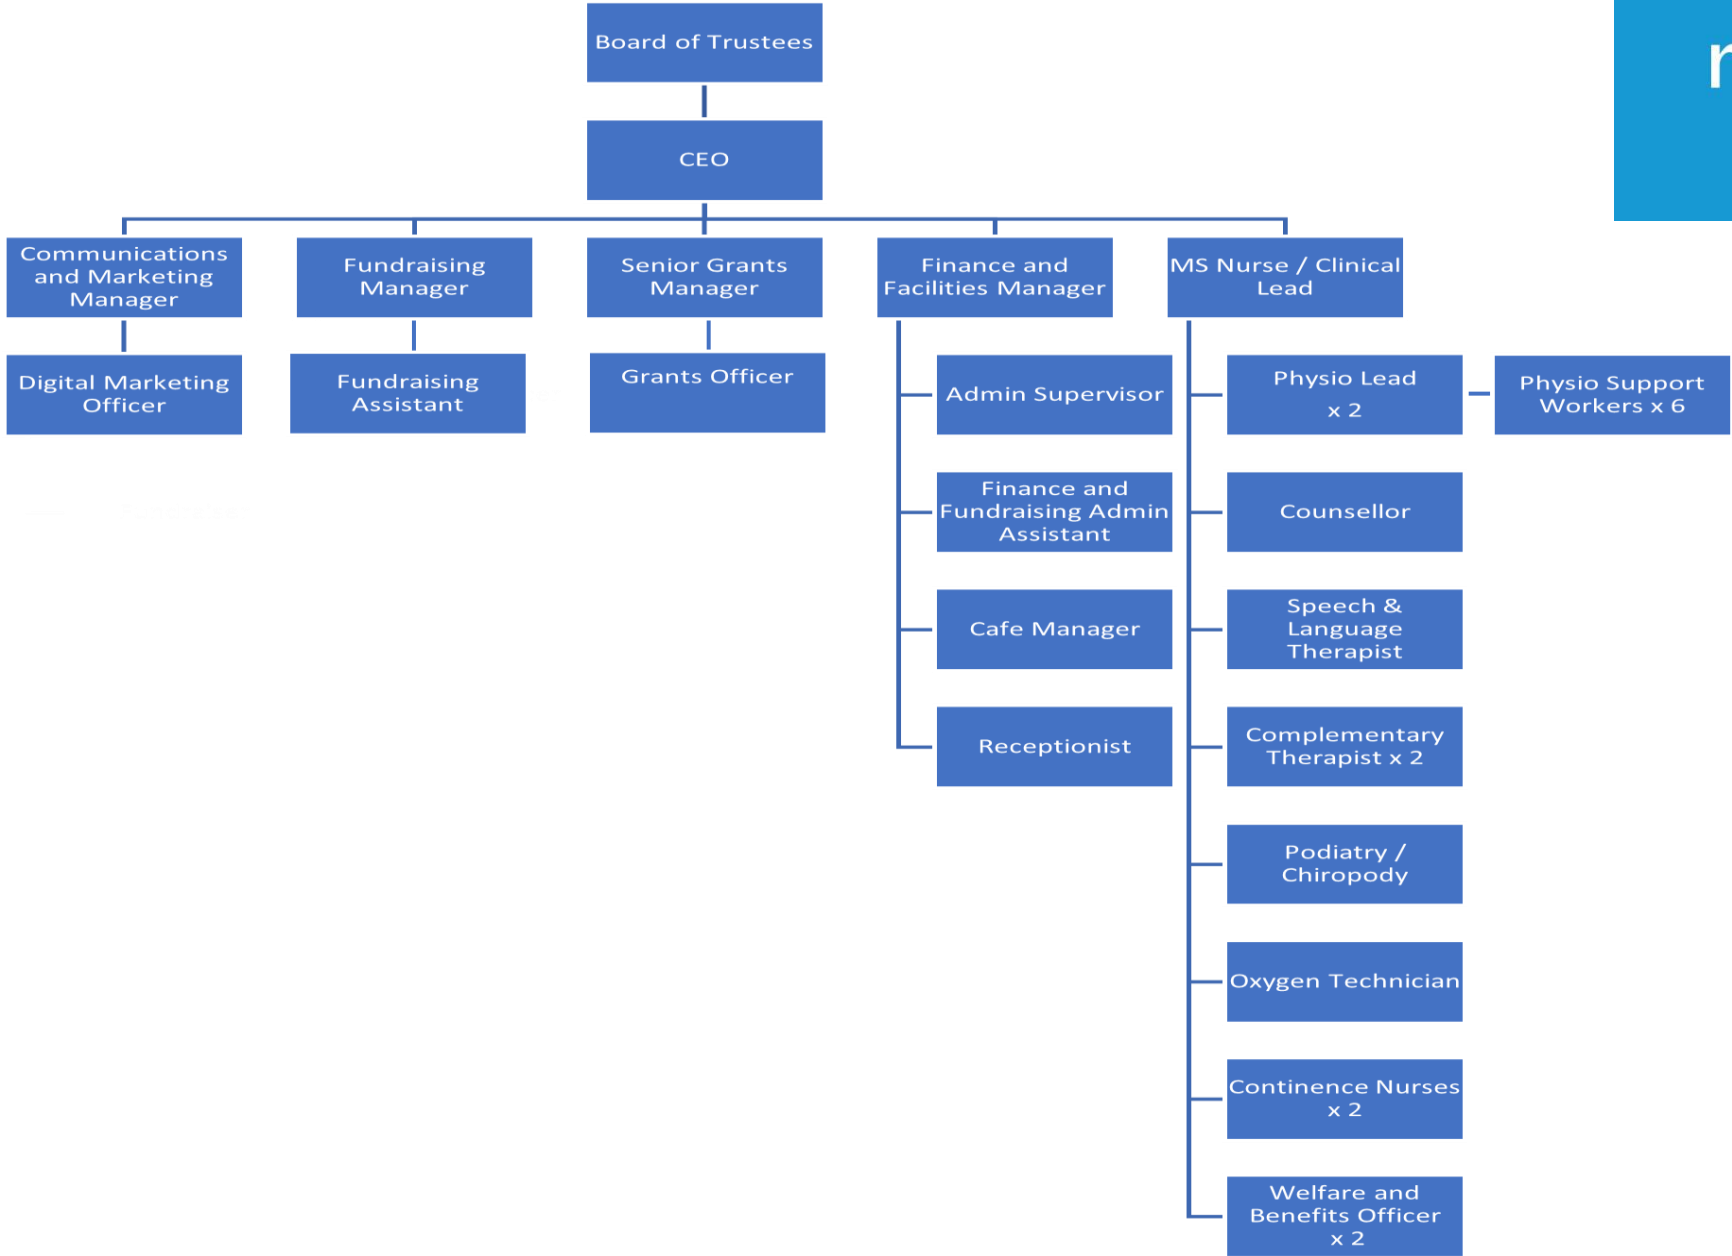 Board of Trustees
CEO
Communications
and Marketing
Manager
Fundraising
Manager
Senior Grants
Manager
Finance and
Facilities Manager
MS Nurse / Clinical
Lead
Digital Marketing
Officer
Fundraising
Assistant
Grants Officer
Admin Supervisor
Physio Lead
x 2
Physio Support
Workers x 6
Finance and
Fundraising Admin
Assistant
Counsellor
Cafe Manager
Speech &
Language
Therapist
Receptionist
Complementary
Therapist x 2
Podiatry /
Chiropody
Oxygen Technician
Continence Nurses
x 2
Welfare and
Benefits Officer
x 2